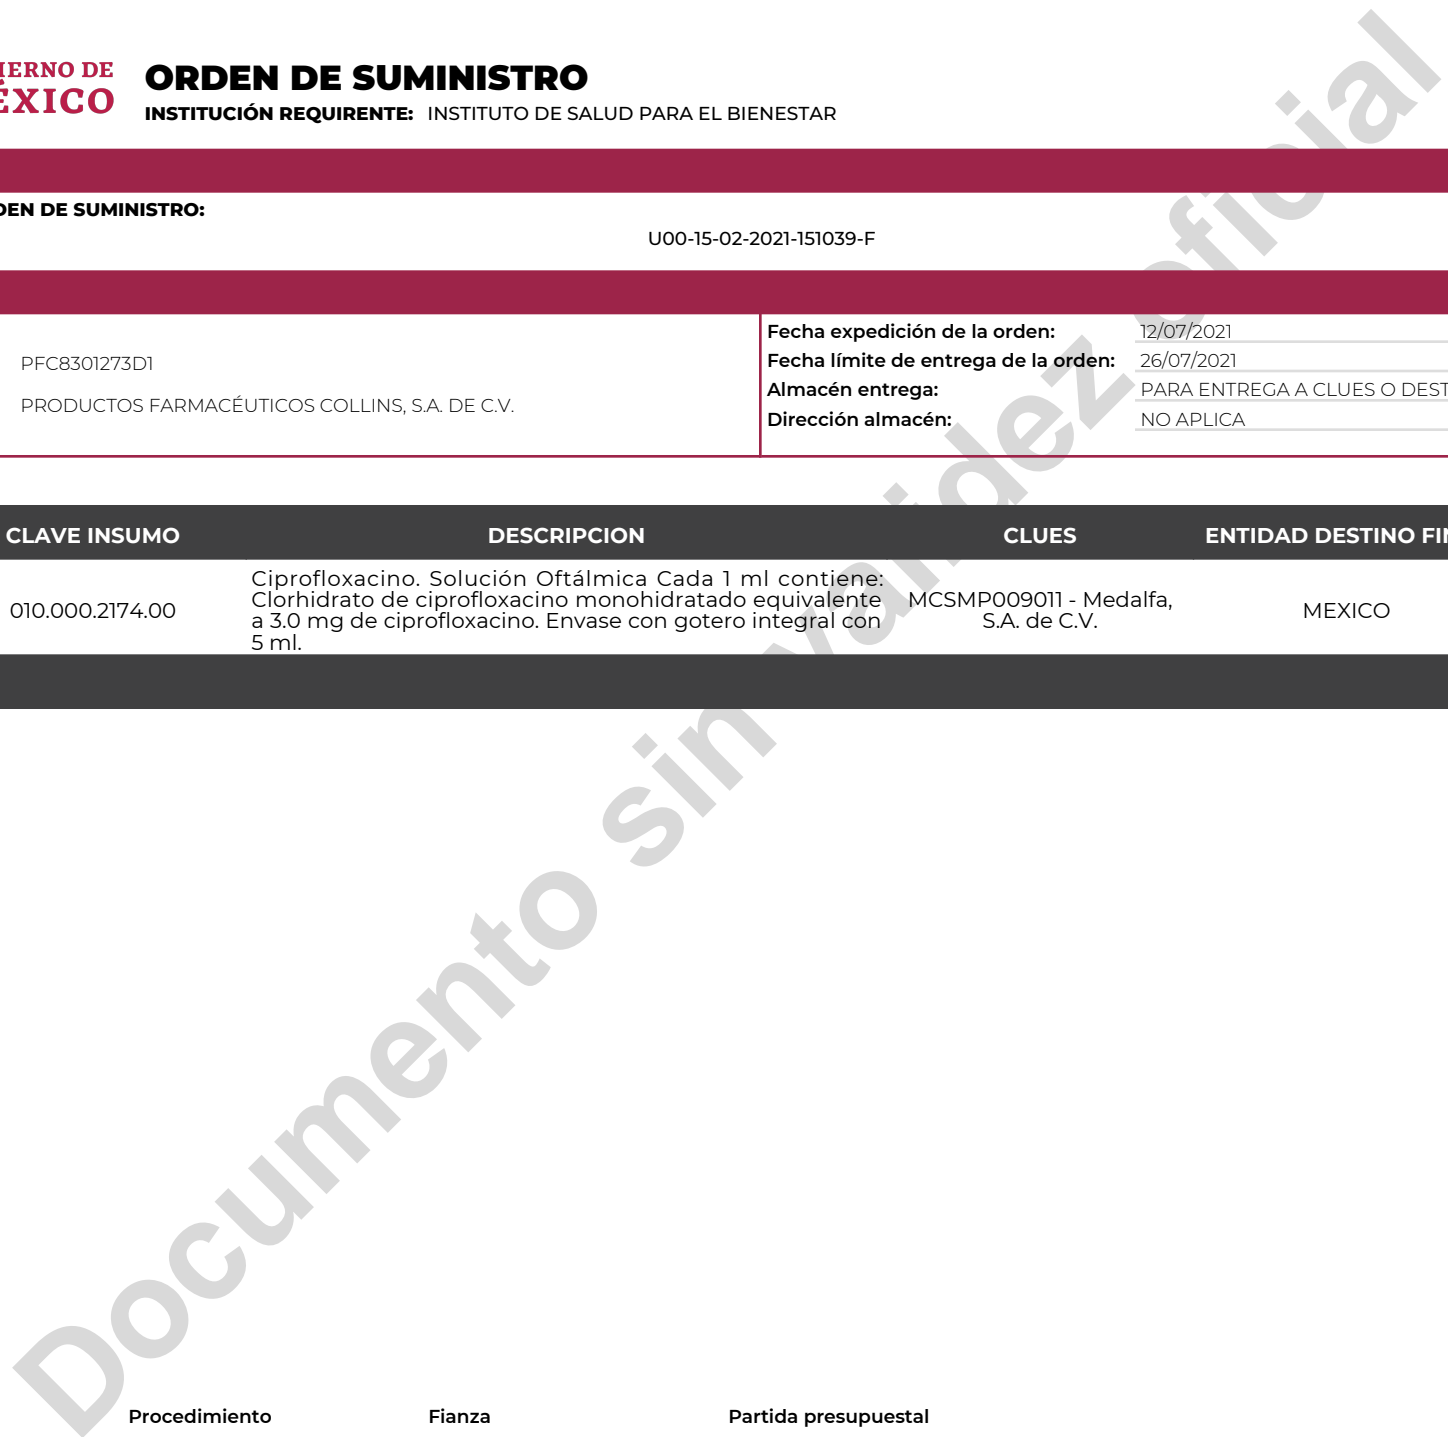 IERNO DE
ÉXICO
ORDEN DE SUMINISTRO
INSTITUCIÓN REQUIRENTE: INSTITUTO DE SALUD PARA EL BIENESTAR
DEN DE SUMINISTRO:
U00-15-02-2021-151039-F
PFC8301273D1
PRODUCTOS FARMACÉUTICOS COLLINS, S.A. DE C.V.
Fecha expedición de la orden: 12/07/2021
Fecha límite de entrega de la orden: 26/07/2021
Almacén entrega: PARA ENTREGA A CLUES O DEST
Dirección almacén: NO APLICA
CLAVE INSUMO DESCRIPCION CLUES ENTIDAD DESTINO FIN
010.000.2174.00
Ciprofloxacino. Solución Oftálmica Cada 1 ml contiene:
Clorhidrato de ciprofloxacino monohidratado equivalente
a 3.0 mg de ciprofloxacino. Envase con gotero integral con
5 ml.
MCSMP009011 - Medalfa,
S.A. de C.V.
MEXICO
Documento sin validez oficial
Procedimiento Fianza Partida presupuestal